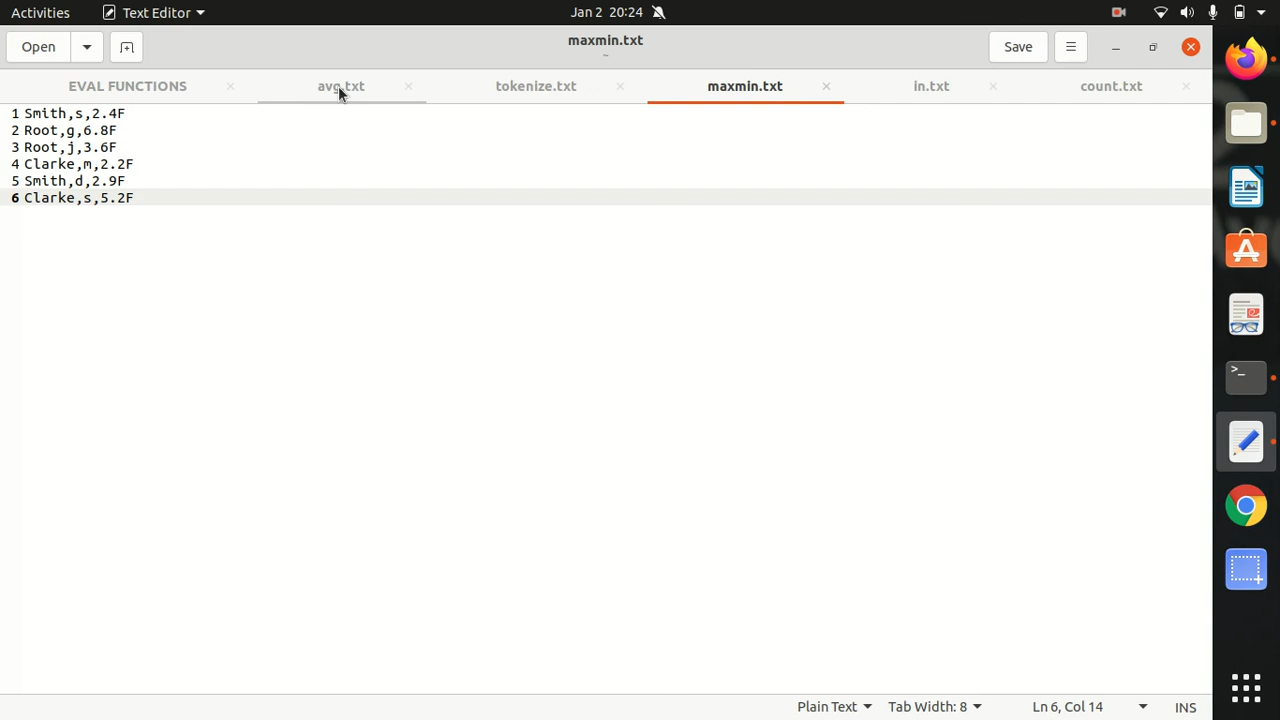 Activities Text Editor Jan 2 20:24
Open maxmin.txt Save
~
EVAL FUNCTIONS avg.txt tokenize.txt maxmin.txt in.txt count.txt
1 Smith,s,2.4F
2 Root,g,6.8F
3 Root,j,3.6F
4 Clarke,m,2.2F
5 Smith,d,2.9F
6 Clarke,s,5.2F
Plain Text Tab Width: 8 Ln 6, Col 14 INS